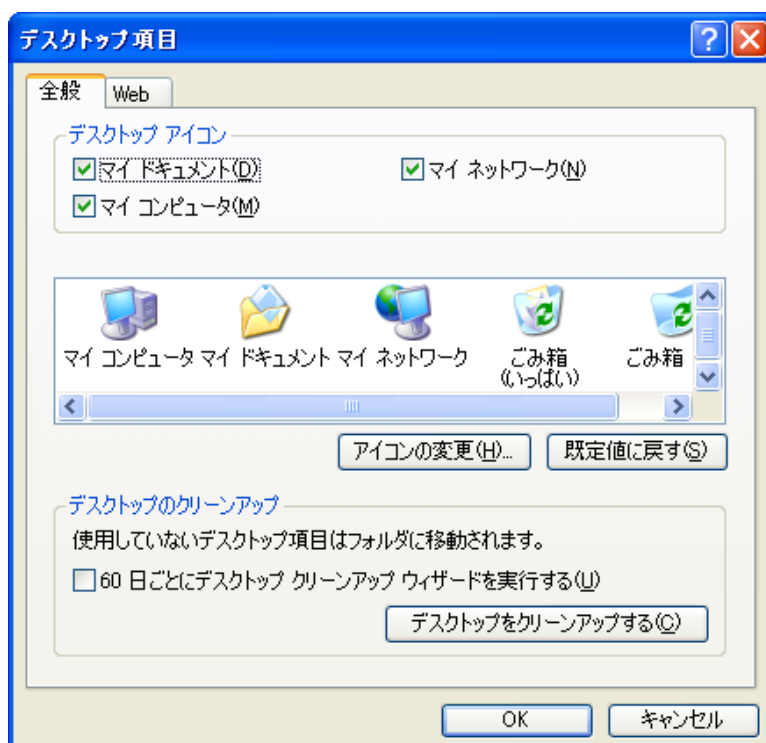 デスクトップ項目
全般
Web
デスクトップ アイコン
マイ ドキュメント(D)
マイ ネットワーク(N)
マイ コンピュータ(M)
マイ コンピュータ
マイ ドキュメント
マイ ネットワーク
ごみ箱
(いっぱい)
ごみ箱
アイコンの変更(H)...
既定値に戻す(S)
デスクトップのクリーンアップ
使用していないデスクトップ項目はフォルダに移動されます。
60 日ごとにデスクトップ クリーンアップ ウィザードを実行する(U)
デスクトップをクリーンアップする(C)
OK
キャンセル